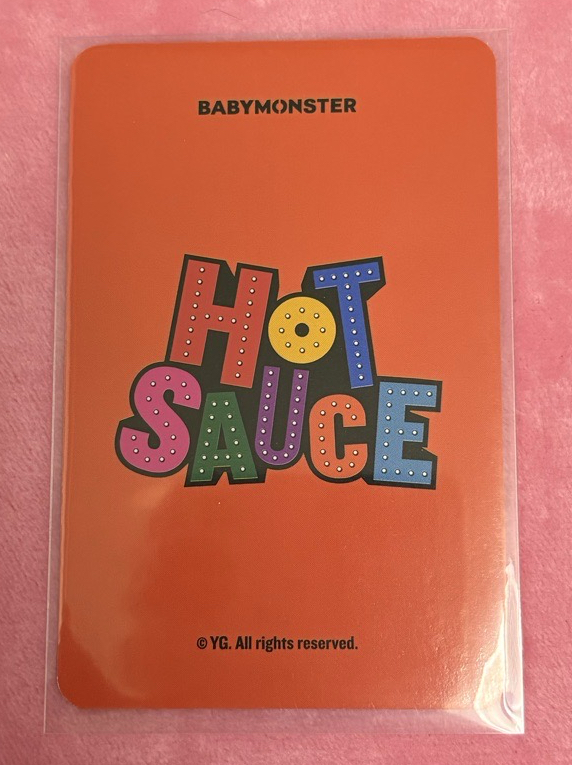 BABYMONSTER
HOT
SAUCE
© YG. All rights reserved.